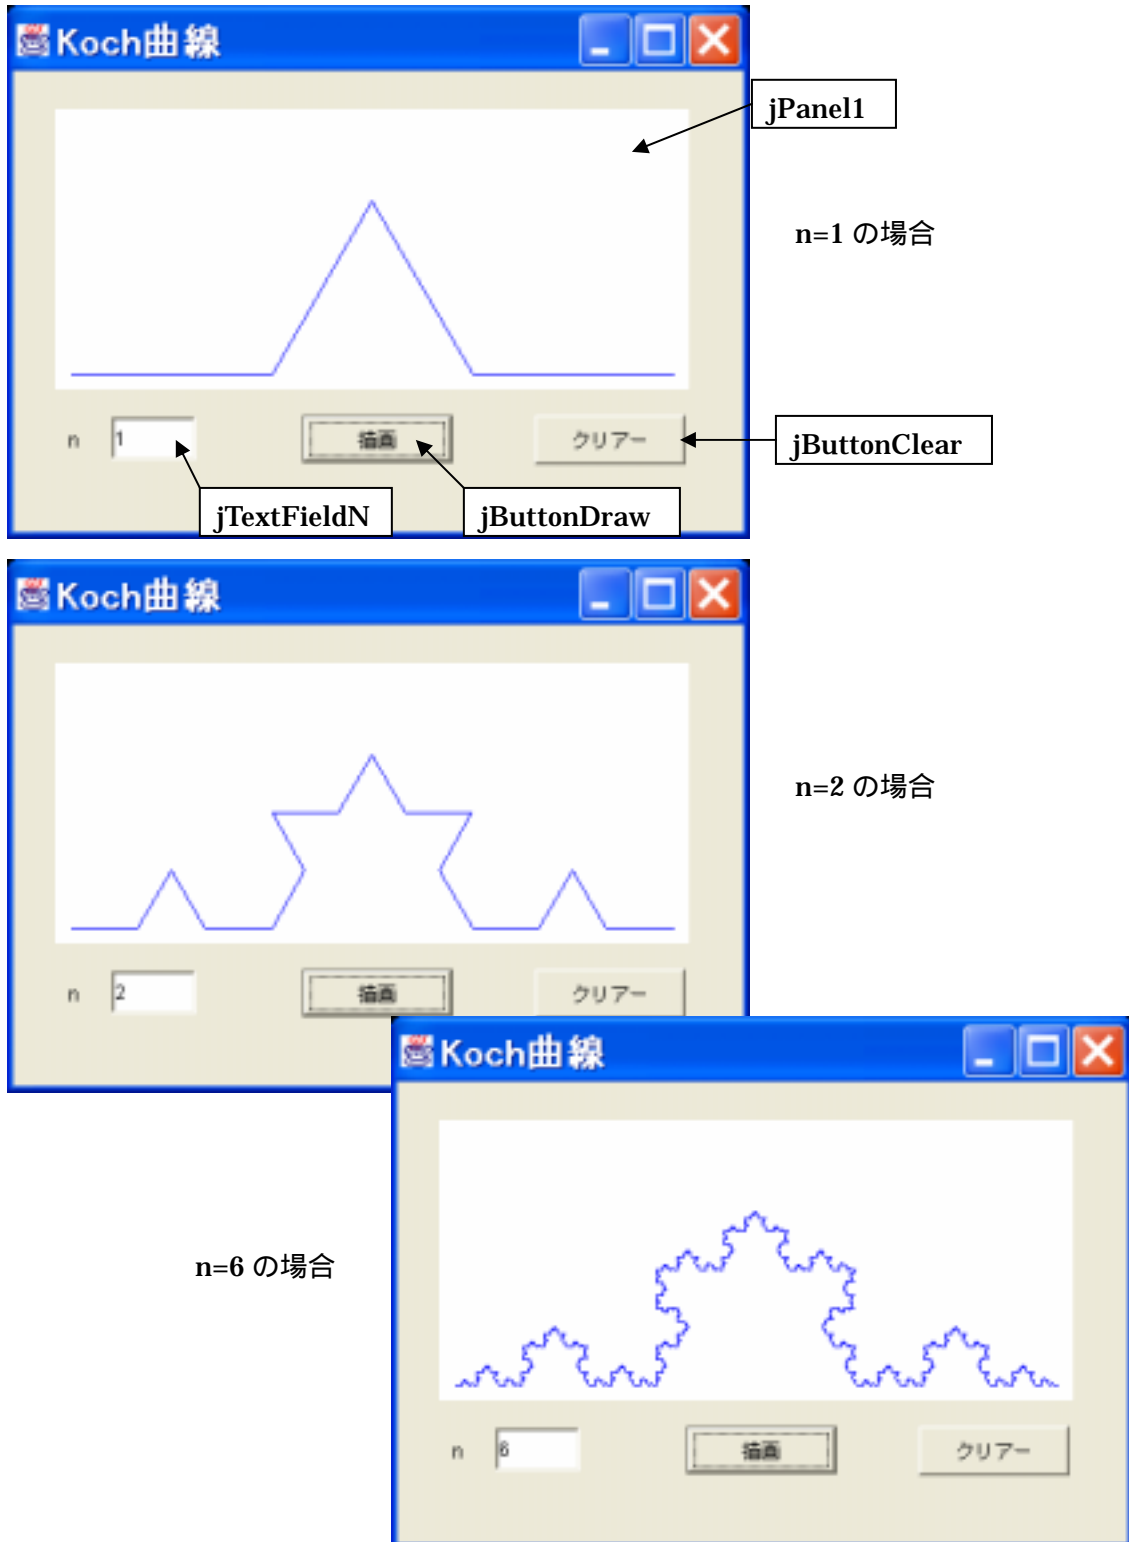 Koch曲線
jPanel1
n=1 の場合
n 1 描画 クリアー
jButtonClear
jTextFieldN
jButtonDraw
Koch曲線
n=2 の場合
n 2 描画 クリアー
Koch曲線
n=6 の場合
n 6 描画 クリアー